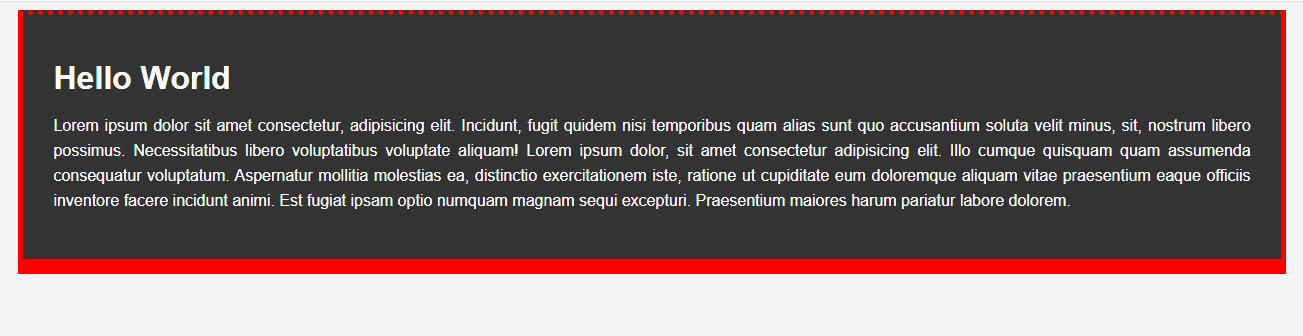 Hello World
Lorem ipsum dolor sit amet consectetur, adipisicing elit. Incidunt, fugit quidem nisi temporibus quam alias sunt quo accusantium soluta velit minus, sit, nostrum libero
possimus. Necessitatibus libero voluptatibus voluptate aliquam! Lorem ipsum dolor, sit amet consectetur adipisicing elit. Illo cumque quisquam quam assumenda
consequatur voluptatum. Aspernatur mollitia molestias ea, distinctio exercitationem iste, ratione ut cupiditate eum doloremque aliquam vitae praesentium eaque officiis
inventore facere incidunt animi. Est fugiat ipsam optio numquam magnam sequi excepturi. Praesentium maiores harum pariatur labore dolorem.